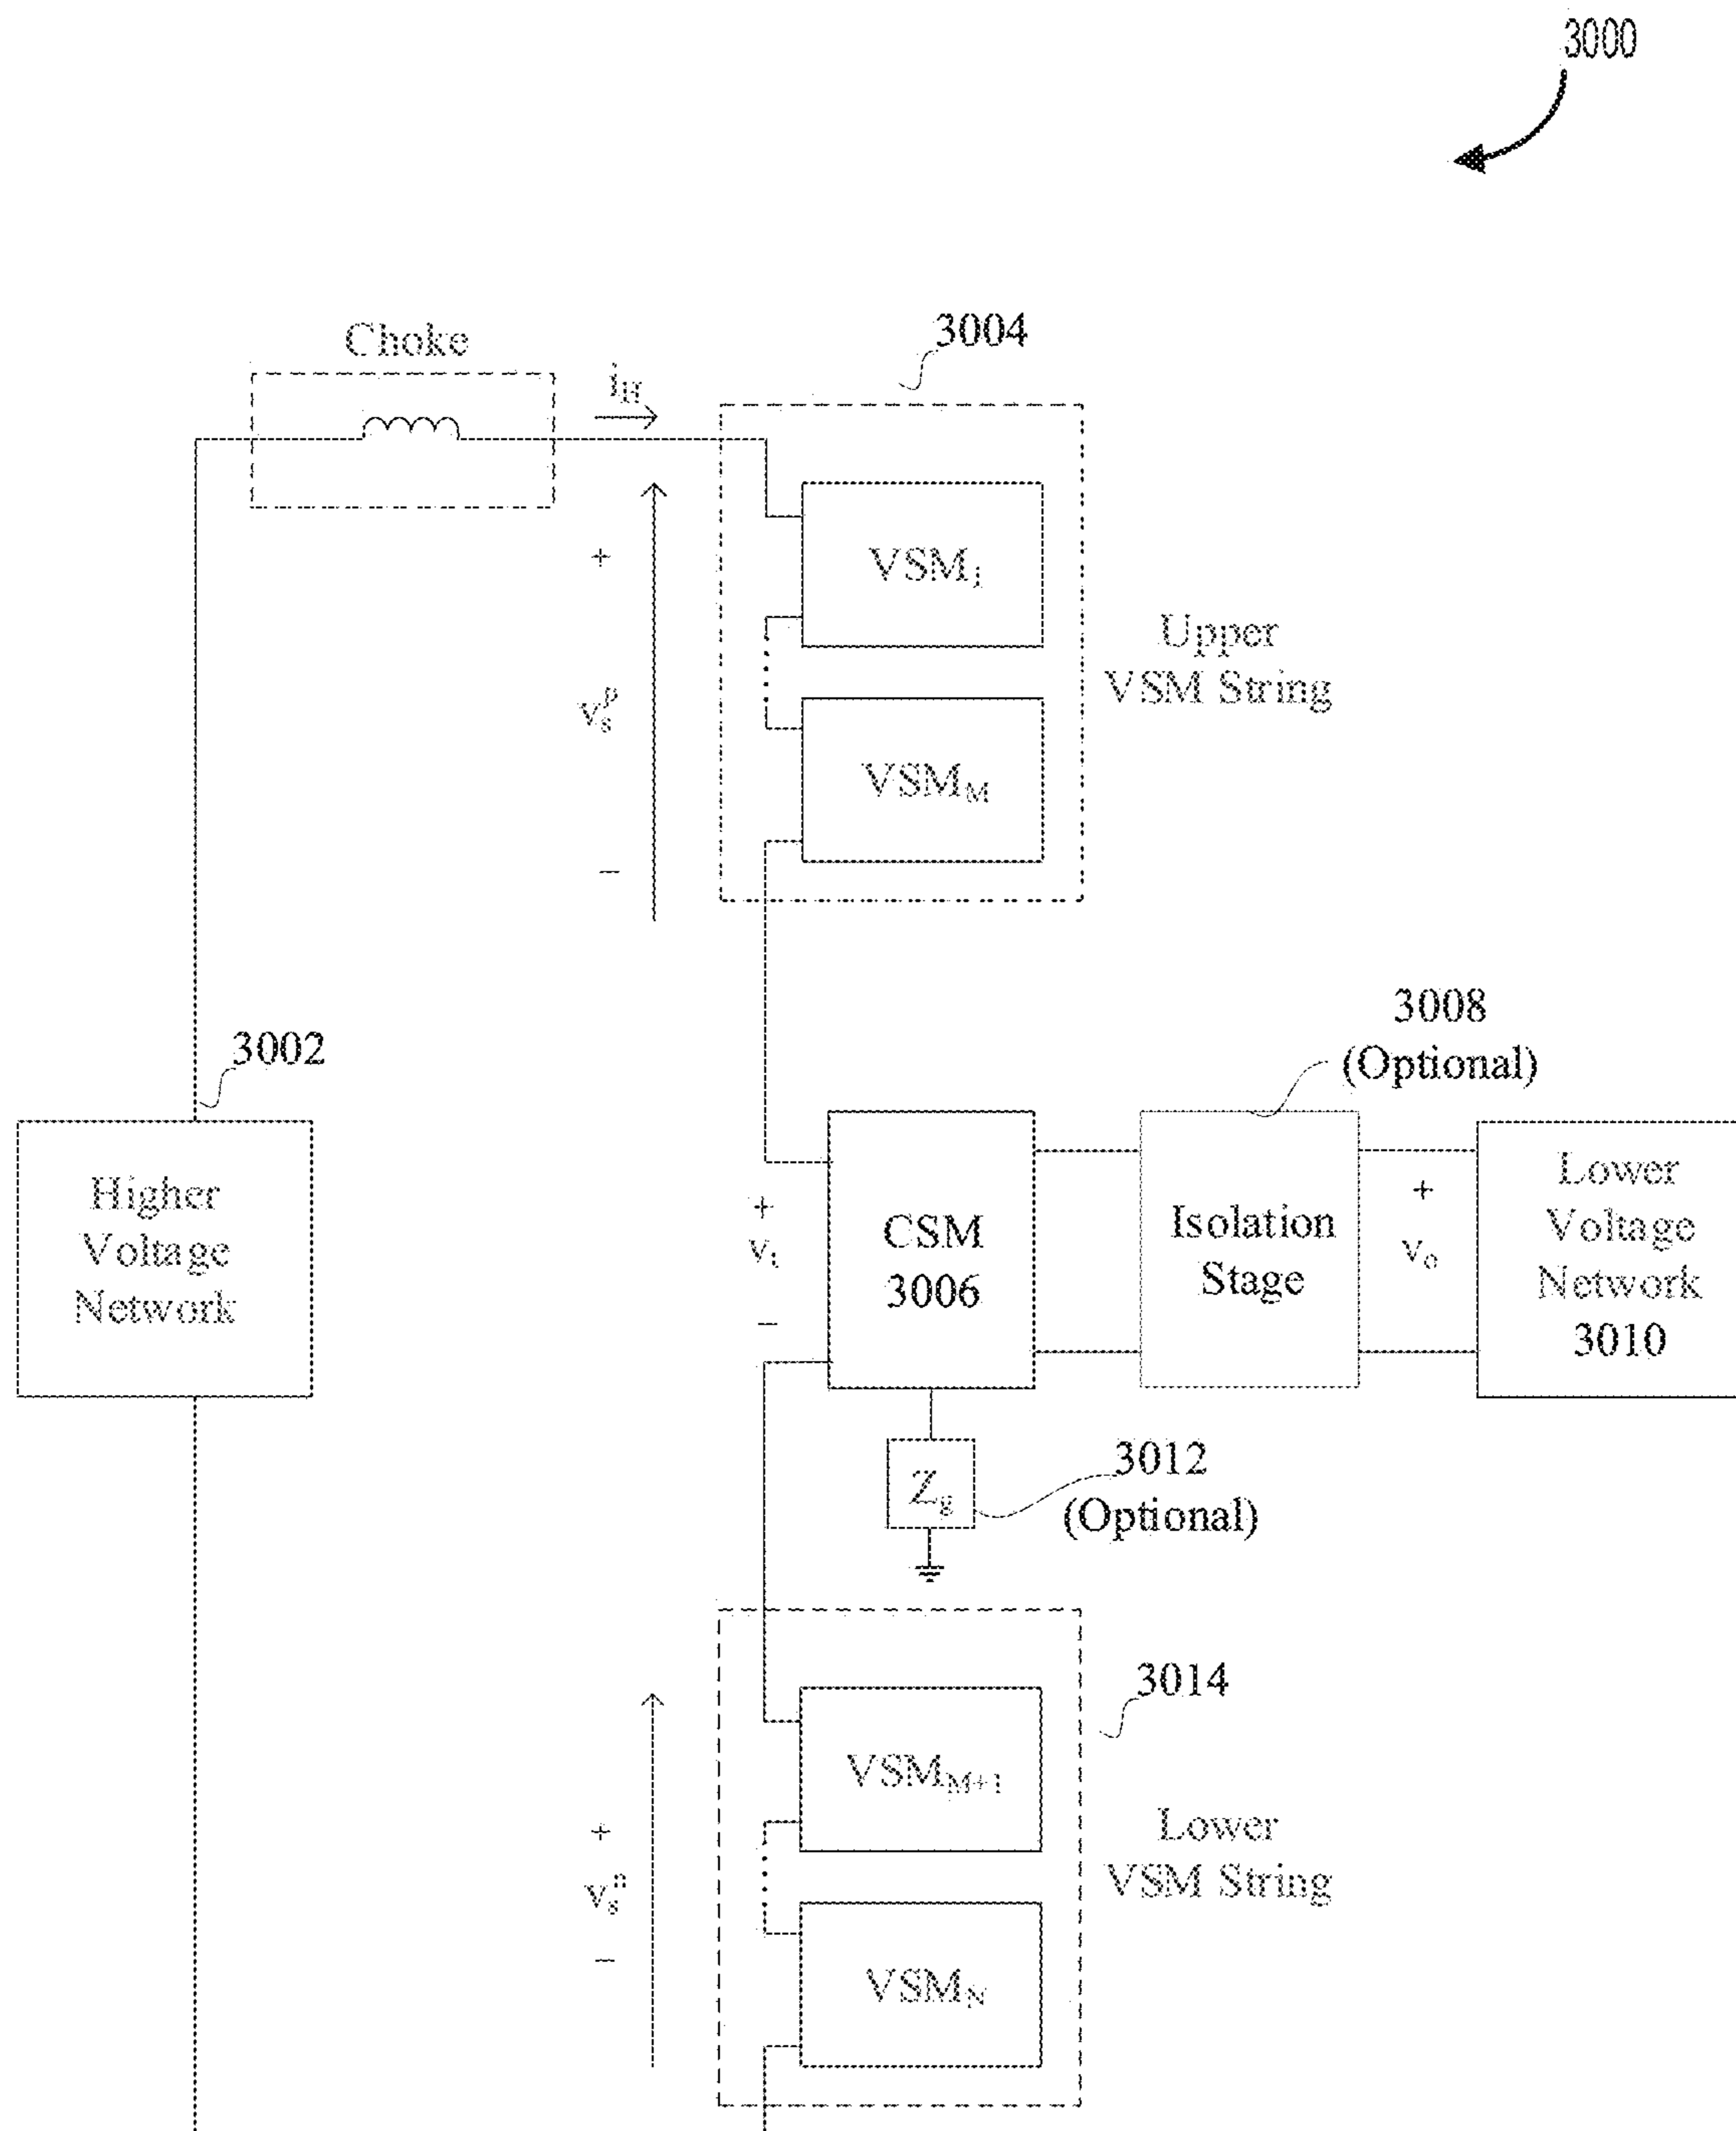 3000
Choke
i_H
3004
+
VSM_1
Upper
VSM String
v_s^p
VSM_M
−
3002
3008
(Optional)
Higher
Voltage
Network
+
v_t
−
CSM
3006
Isolation
Stage
+
v_o
Lower
Voltage
Network
3010
Z_g
3012
(Optional)
3014
VSM_{M+1}
+
v_s^n
−
Lower
VSM String
VSM_N